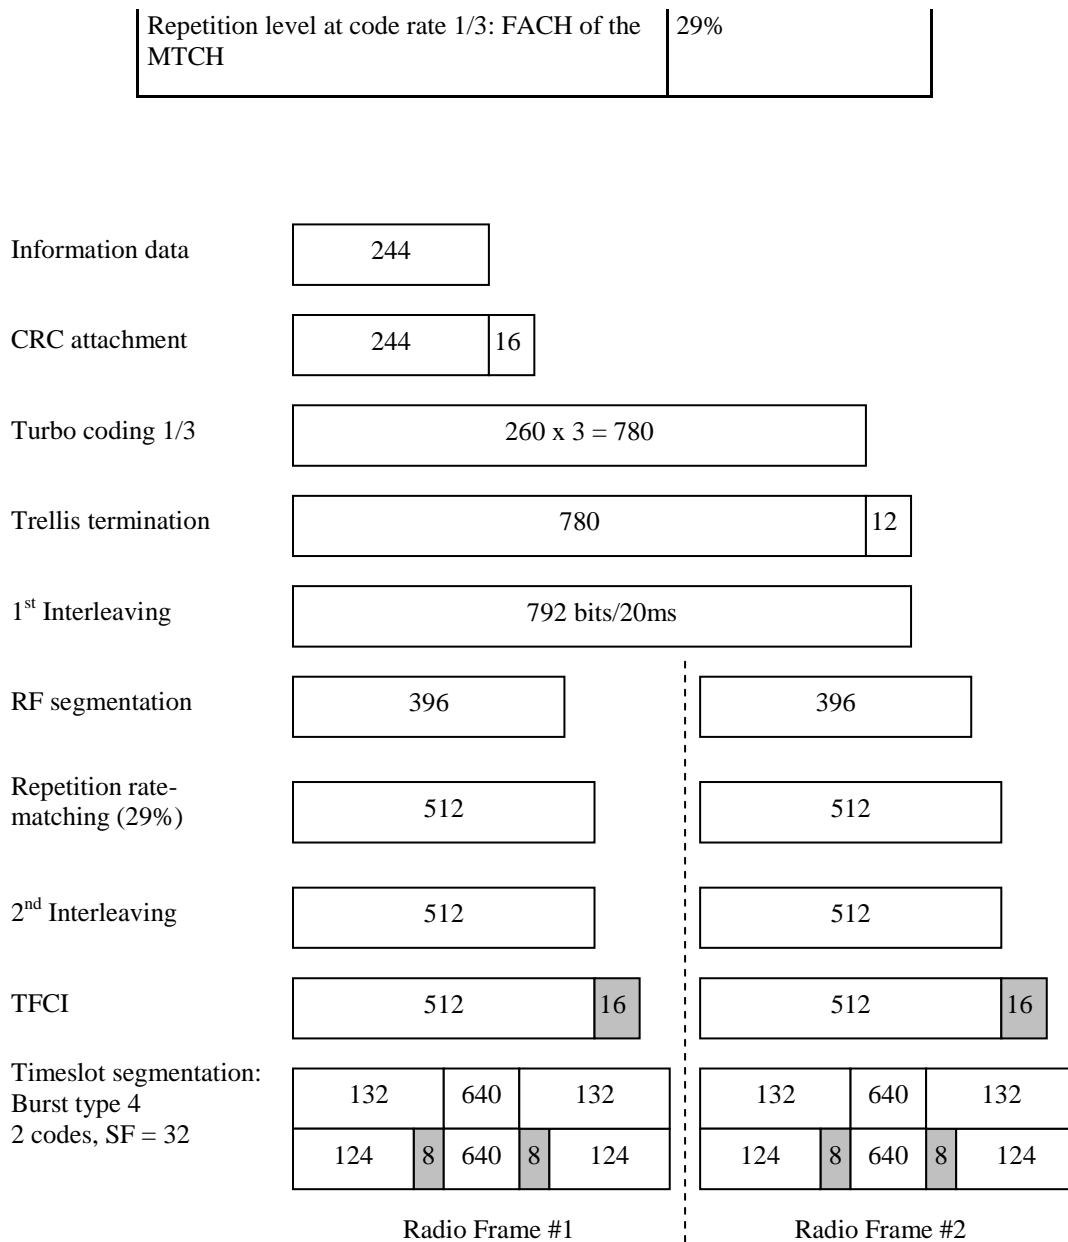 Repetition level at code rate 1/3: FACH of the 29%
MTCH
Information data 244
CRC attachment 244 16
Turbo coding 1/3 260 x 3 = 780
Trellis termination 780 12
1st Interleaving 792 bits/20ms
RF segmentation 396 396
Repetition rate-
matching (29%) 512 512
2nd Interleaving 512 512
TFCI 512 16 512 16
Timeslot segmentation:
Burst type 4 132 640 132 132 640 132
2 codes, SF = 32
124 8 640 8 124 124 8 640 8 124
Radio Frame #1 Radio Frame #2